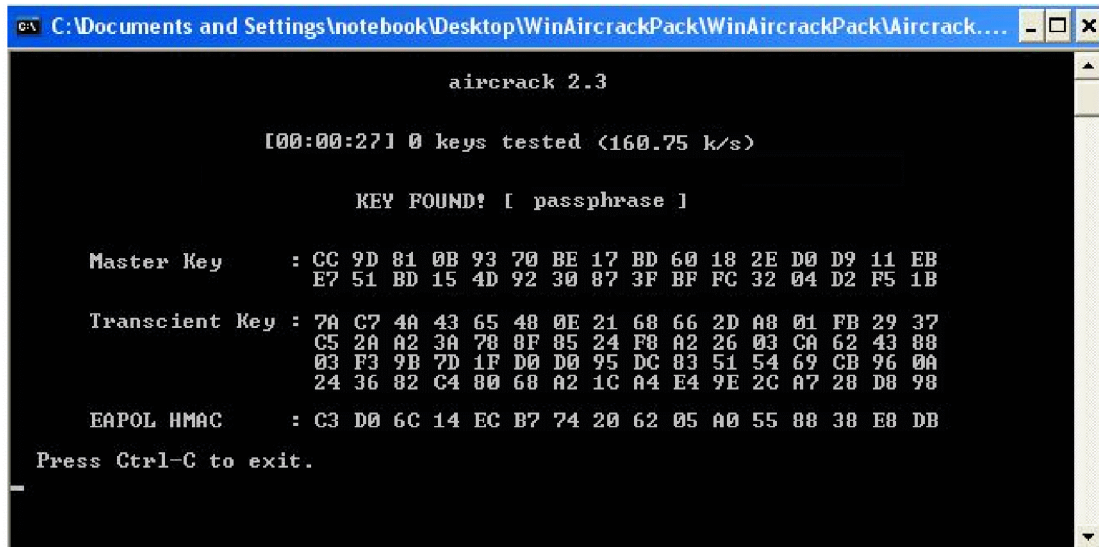 C:\Documents and Settings\notebook\Desktop\WinAircrackPack\WinAircrackPack\Aircrack....
aircrack 2.3
[00:00:27] 0 keys tested (160.75 k/s)
KEY FOUND! [ passphrase ]
Master Key : CC 9D 81 0B 93 70 BE 17 BD 60 18 2E D0 D9 11 EB
E7 51 BD 15 4D 92 30 87 3F BF FC 32 04 D2 F5 1B
Transcient Key : 7A C7 4A 43 65 48 0E 21 68 66 2D A8 01 FB 29 37
C5 2A A2 3A 78 8F 85 24 F8 A2 26 03 CA 62 43 88
03 F3 9B 7D 1F D0 D0 95 DC 83 51 54 69 CB 96 0A
24 36 82 C4 80 68 A2 1C A4 E4 9E 2C A7 28 D8 98
EAPOL HMAC : C3 D0 6C 14 EC B7 74 20 62 05 A0 55 88 38 E8 DB
Press Ctrl-C to exit.